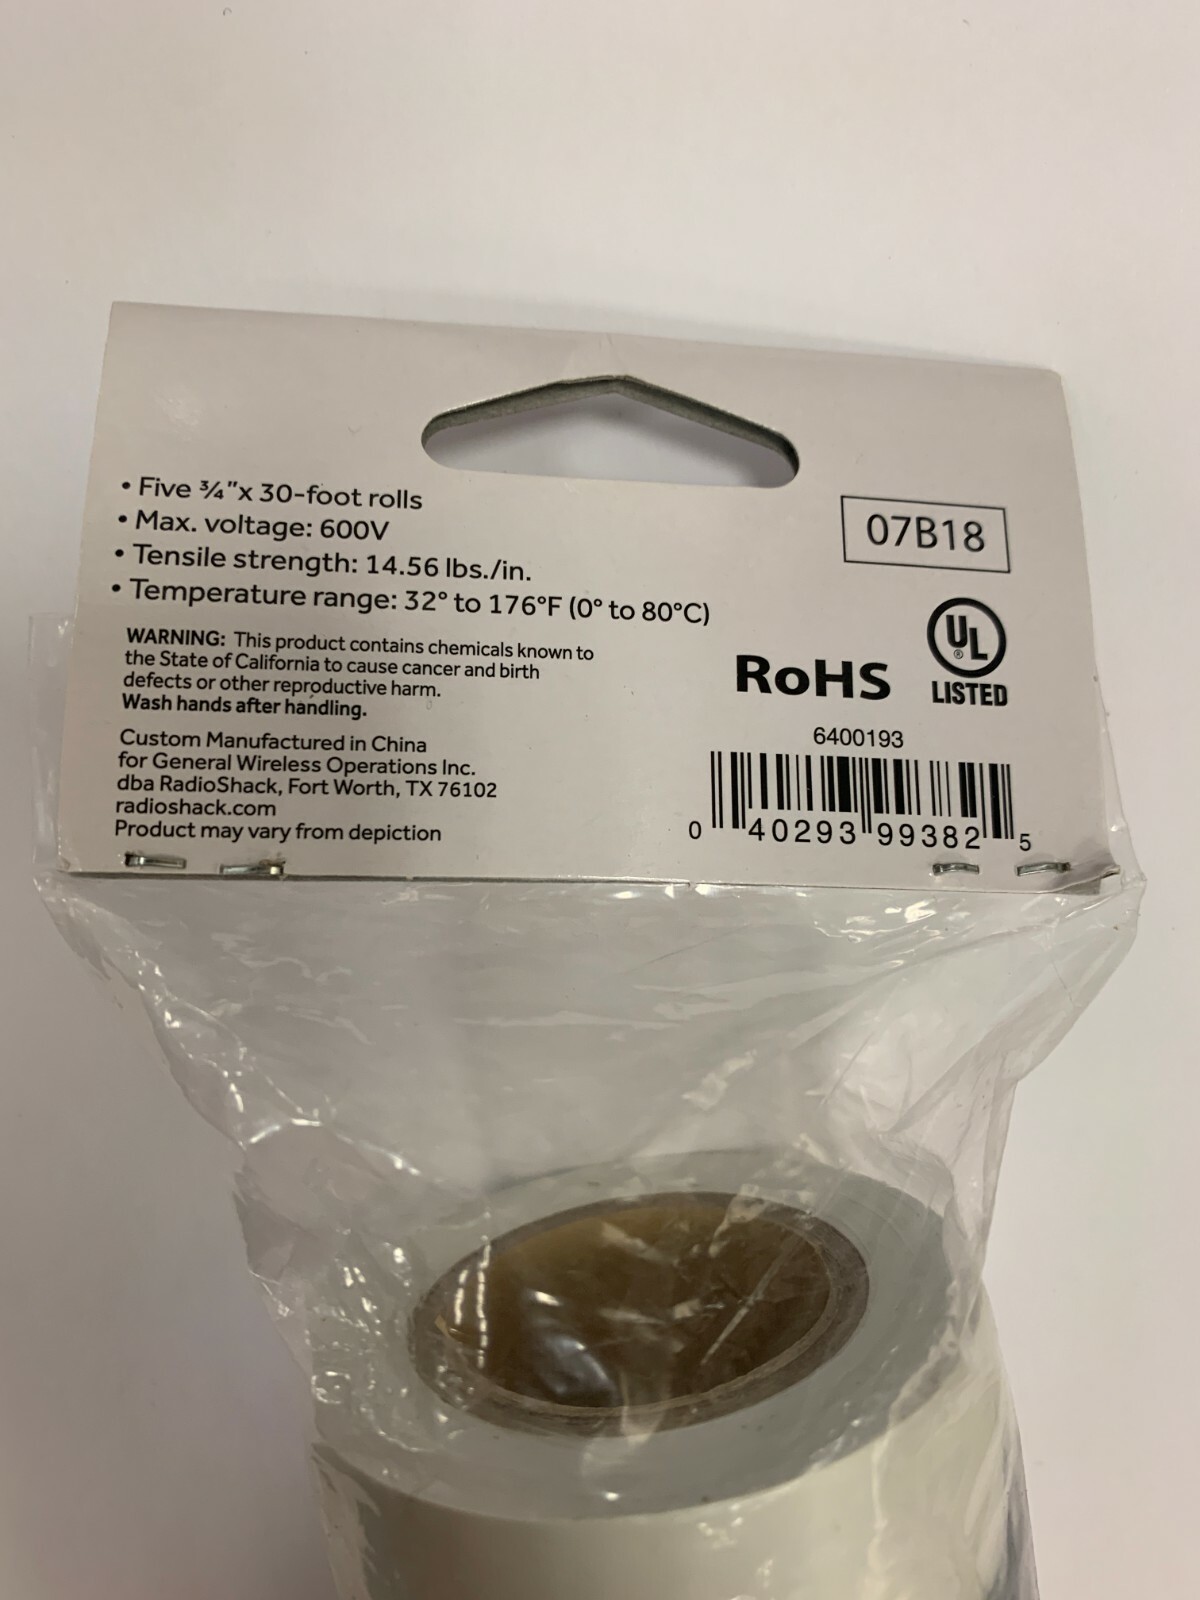 • Five ¾"x 30-foot rolls
• Max. voltage: 600V
• Tensile strength: 14.56 lbs./in.
• Temperature range: 32° to 176°F (0° to 80°C)
07B18
WARNING: This product contains chemicals known to
the State of California to cause cancer and birth
defects or other reproductive harm.
Wash hands after handling.
RoHS
UL
®
LISTED
Custom Manufactured in China
for General Wireless Operations Inc.
dba RadioShack, Fort Worth, TX 76102
radioshack.com
Product may vary from depiction
6400193
0 40293 99382 5